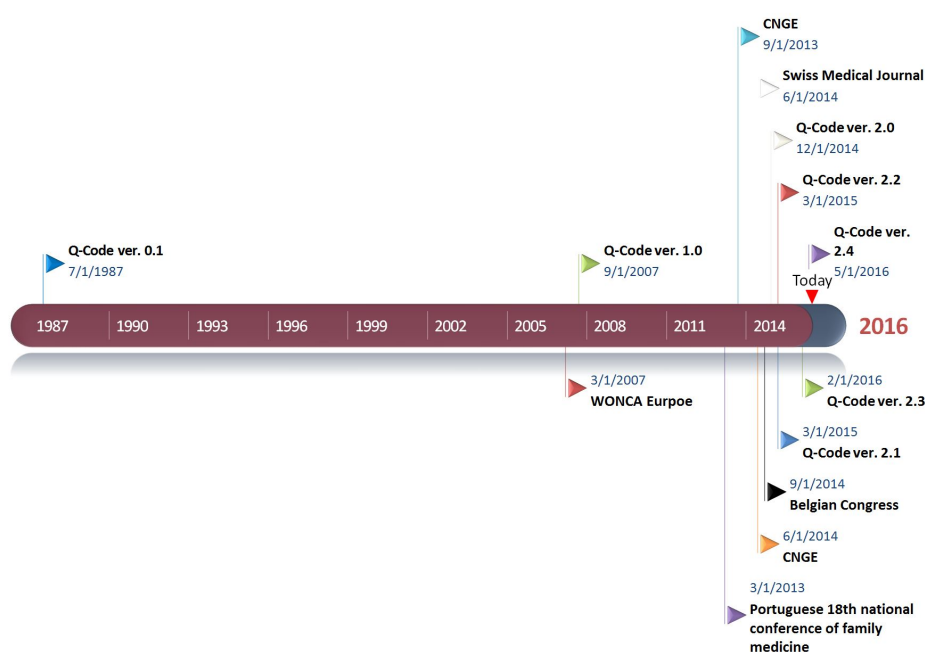 CNGE
9/1/2013
Swiss Medical Journal
6/1/2014
Q-Code ver. 2.0
12/1/2014
Q-Code ver. 2.2
3/1/2015
Q-Code ver. 0.1
7/1/1987
Q-Code ver. 1.0
9/1/2007
Q-Code ver.
2.4
5/1/2016
Today
1987 1990 1993 1996 1999 2002 2005 2008 2011 2014 2016
3/1/2007
WONCA Eurpoe
2/1/2016
Q-Code ver. 2.3
3/1/2015
Q-Code ver. 2.1
9/1/2014
Belgian Congress
6/1/2014
CNGE
3/1/2013
Portuguese 18th national
conference of family
medicine